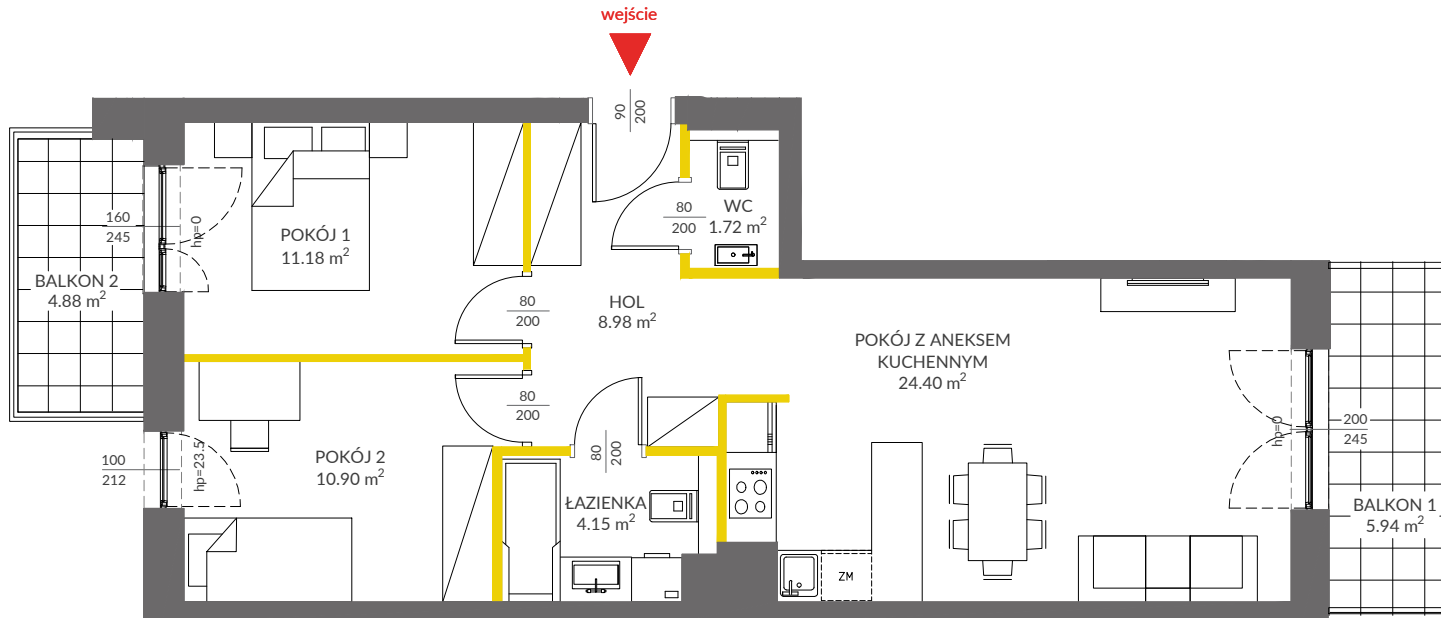 wejście
90
200
80
200
WC
1.72 m²
160
245
hp=0
POKÓJ 1
11.18 m²
BALKON 2
4.88 m²
80
200
HOL
8.98 m²
POKÓJ Z ANEKSEM
KUCHENNYM
24.40 m²
80
200
hp=0
200
245
100
212
hp=23.5
POKÓJ 2
10.90 m²
80
200
ŁAZIENKA
4.15 m²
ZM
BALKON 1
5.94 m²